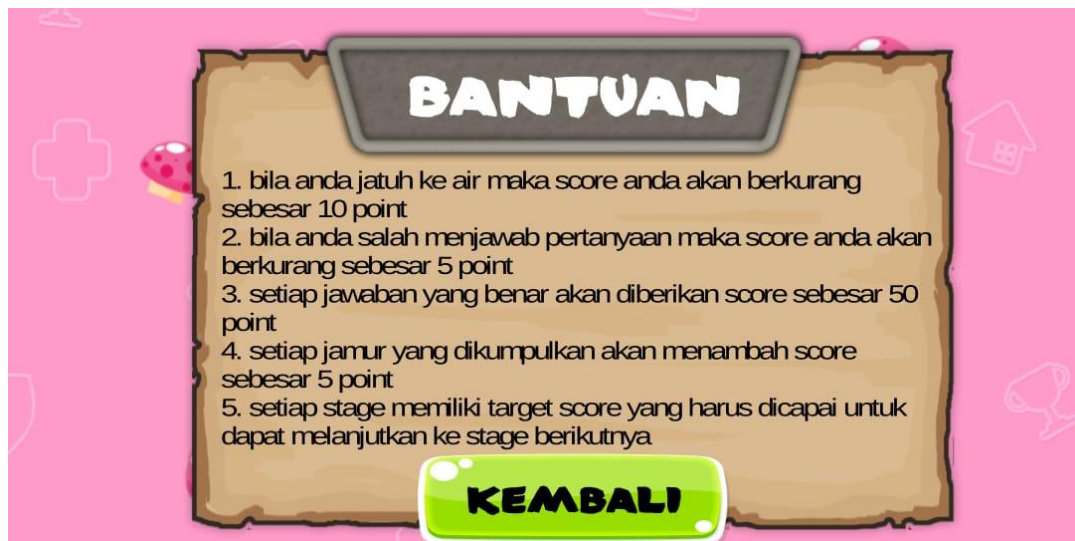 BANTUAN
1. bila anda jatuh ke air maka score anda akan berkurang
sebesar 10 point
2. bila anda salah menjawab pertanyaan maka score anda akan
berkurang sebesar 5 point
3. setiap jawaban yang benar akan diberikan score sebesar 50
point
4. setiap jamur yang dikumpulkan akan menambah score
sebesar 5 point
5. setiap stage memiliki target score yang harus dicapai untuk
dapat melanjutkan ke stage berikutnya
KEMBALI